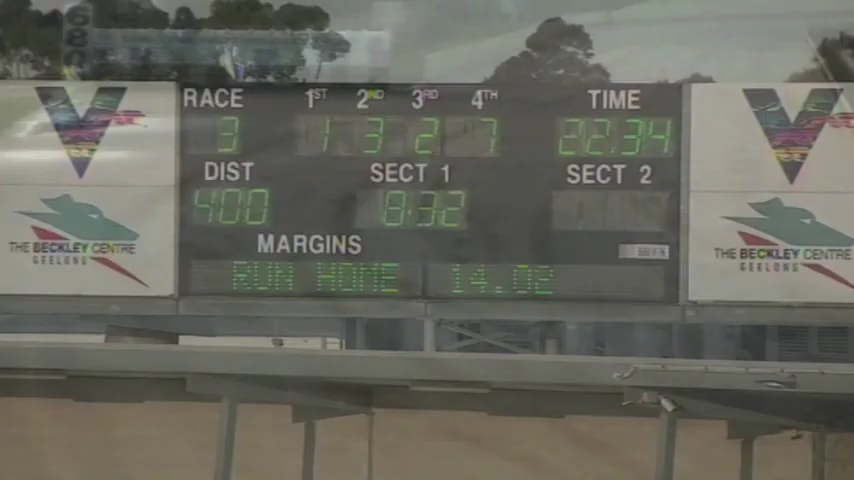 RACE 1ST 2ND 3RD 4TH TIME
3 1 3 2 7 22.34
DIST SECT 1 SECT 2
400 8.32
MARGINS
RUN HOME 14.02
V
THE BECKLEY CENTRE
GEELONG
V
THE BECKLEY CENTRE
GEELONG